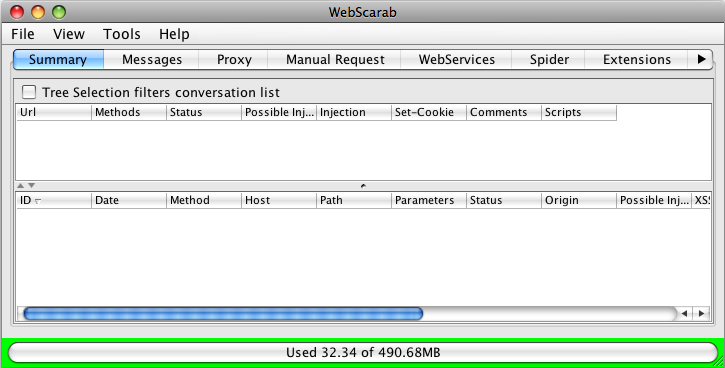 WebScarab
File View Tools Help
Summary Messages Proxy Manual Request WebServices Spider Extensions
Tree Selection filters conversation list
Url Methods Status Possible Inj... Injection Set-Cookie Comments Scripts
ID Date Method Host Path Parameters Status Origin Possible Inj... XSS
Used 32.34 of 490.68MB